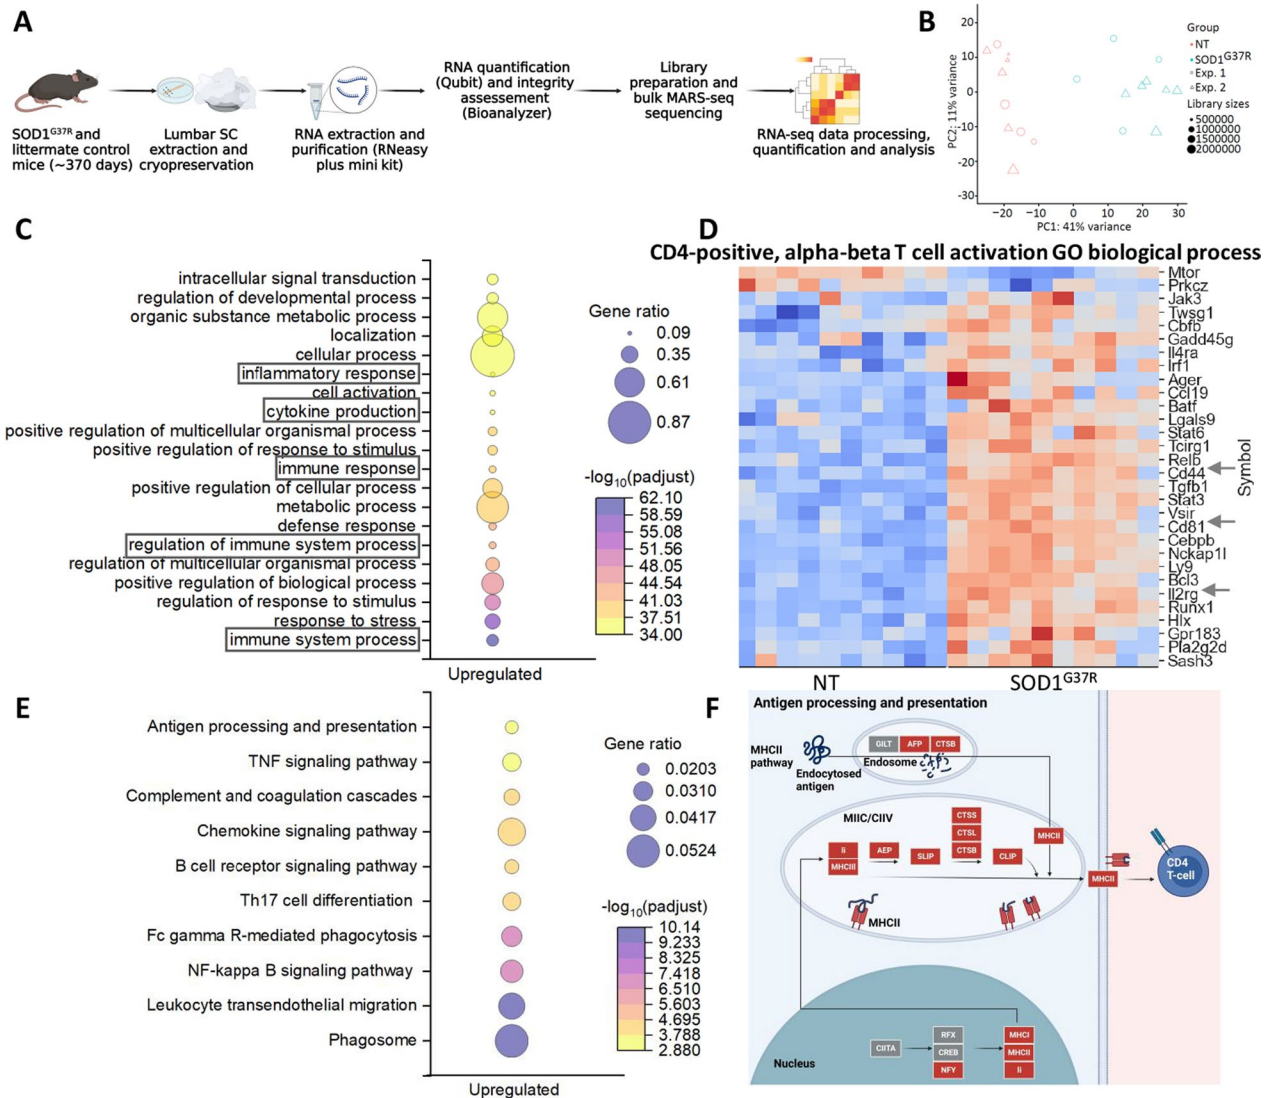 A
SOD1G37R and
littermate control
mice (~370 days)
Lumbar SC
extraction and
cryopreservation
RNA extraction and
purification (RNeasy
plus mini kit)
RNA quantification
(Qubit) and integrity
assessement
(Bioanalyzer)
Library
preparation and
bulk MARS-seq
sequencing
RNA-seq data processing,
quantification and analysis
B
PC2: 11% variance
20
10
0
-10
-20
-30
−20
−10
0
10
20
30
PC1: 41% variance
Group
NT
SOD1G37R
Exp. 1
Exp. 2
Library sizes
500000
1000000
1500000
2000000
C
intracellular signal transduction
regulation of developmental process
organic substance metabolic process
localization
cellular process
inflammatory response
cell activation
cytokine production
positive regulation of multicellular organismal process
positive regulation of response to stimulus
immune response
positive regulation of cellular process
metabolic process
defense response
regulation of immune system process
regulation of multicellular organismal process
positive regulation of biological process
regulation of response to stimulus
response to stress
immune system process
Upregulated
Gene ratio
0.09
0.35
0.61
0.87
-log10(padjust)
62.10
58.59
55.08
51.56
48.05
44.54
41.03
37.51
34.00
D
CD4-positive, alpha-beta T cell activation GO biological process
Mtor
Prkcz
Jak3
Twsg1
Cbfb
Gadd45g
Il4ra
Irf1
Ager
Ccl19
Batf
Lgals9
Stat6
Tcirg1
Relb
Cd44
Tgfb1
Stat3
Vsir
Cd81
Cebpb
Nckap1l
Ly9
Bcl3
Il2rg
Runx1
Hlx
Gpr183
Pla2g2d
Sash3
Symbol
NT
SOD1G37R
E
Antigen processing and presentation
TNF signaling pathway
Complement and coagulation cascades
Chemokine signaling pathway
B cell receptor signaling pathway
Th17 cell differentiation
Fc gamma R-mediated phagocytosis
NF-kappa B signaling pathway
Leukocyte transendothelial migration
Phagosome
Upregulated
Gene ratio
0.0203
0.0310
0.0417
0.0524
-log10(padjust)
10.14
9.233
8.325
7.418
6.510
5.603
4.695
3.788
2.880
F
Antigen processing and presentation
MHCII
pathway
Endocytosed
antigen
GILT
AFP
CTSB
Endosome
MIIC/CIIV
Ii
MHCIII
AEP
SLIP
CTSS
CTSL
CTSB
CLIP
MHCII
MHCII
MHCII
CD4
T-cell
Nucleus
CIITA
RFX
CREB
NFY
MHCI
MHCII
Ii